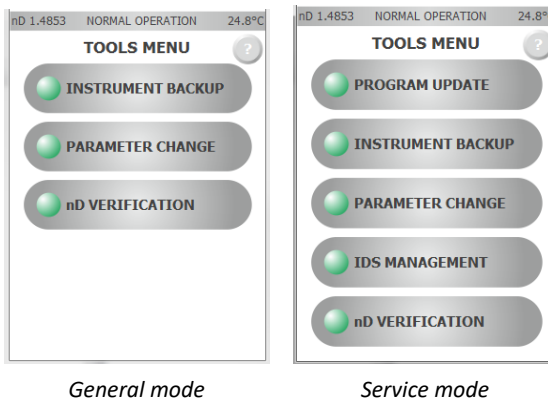 nD 1.4853 NORMAL OPERATION 24.8°C
TOOLS MENU
?
INSTRUMENT BACKUP
PARAMETER CHANGE
nD VERIFICATION
General mode
nD 1.4853 NORMAL OPERATION 24.8°
TOOLS MENU
?
PROGRAM UPDATE
INSTRUMENT BACKUP
PARAMETER CHANGE
IDS MANAGEMENT
nD VERIFICATION
Service mode